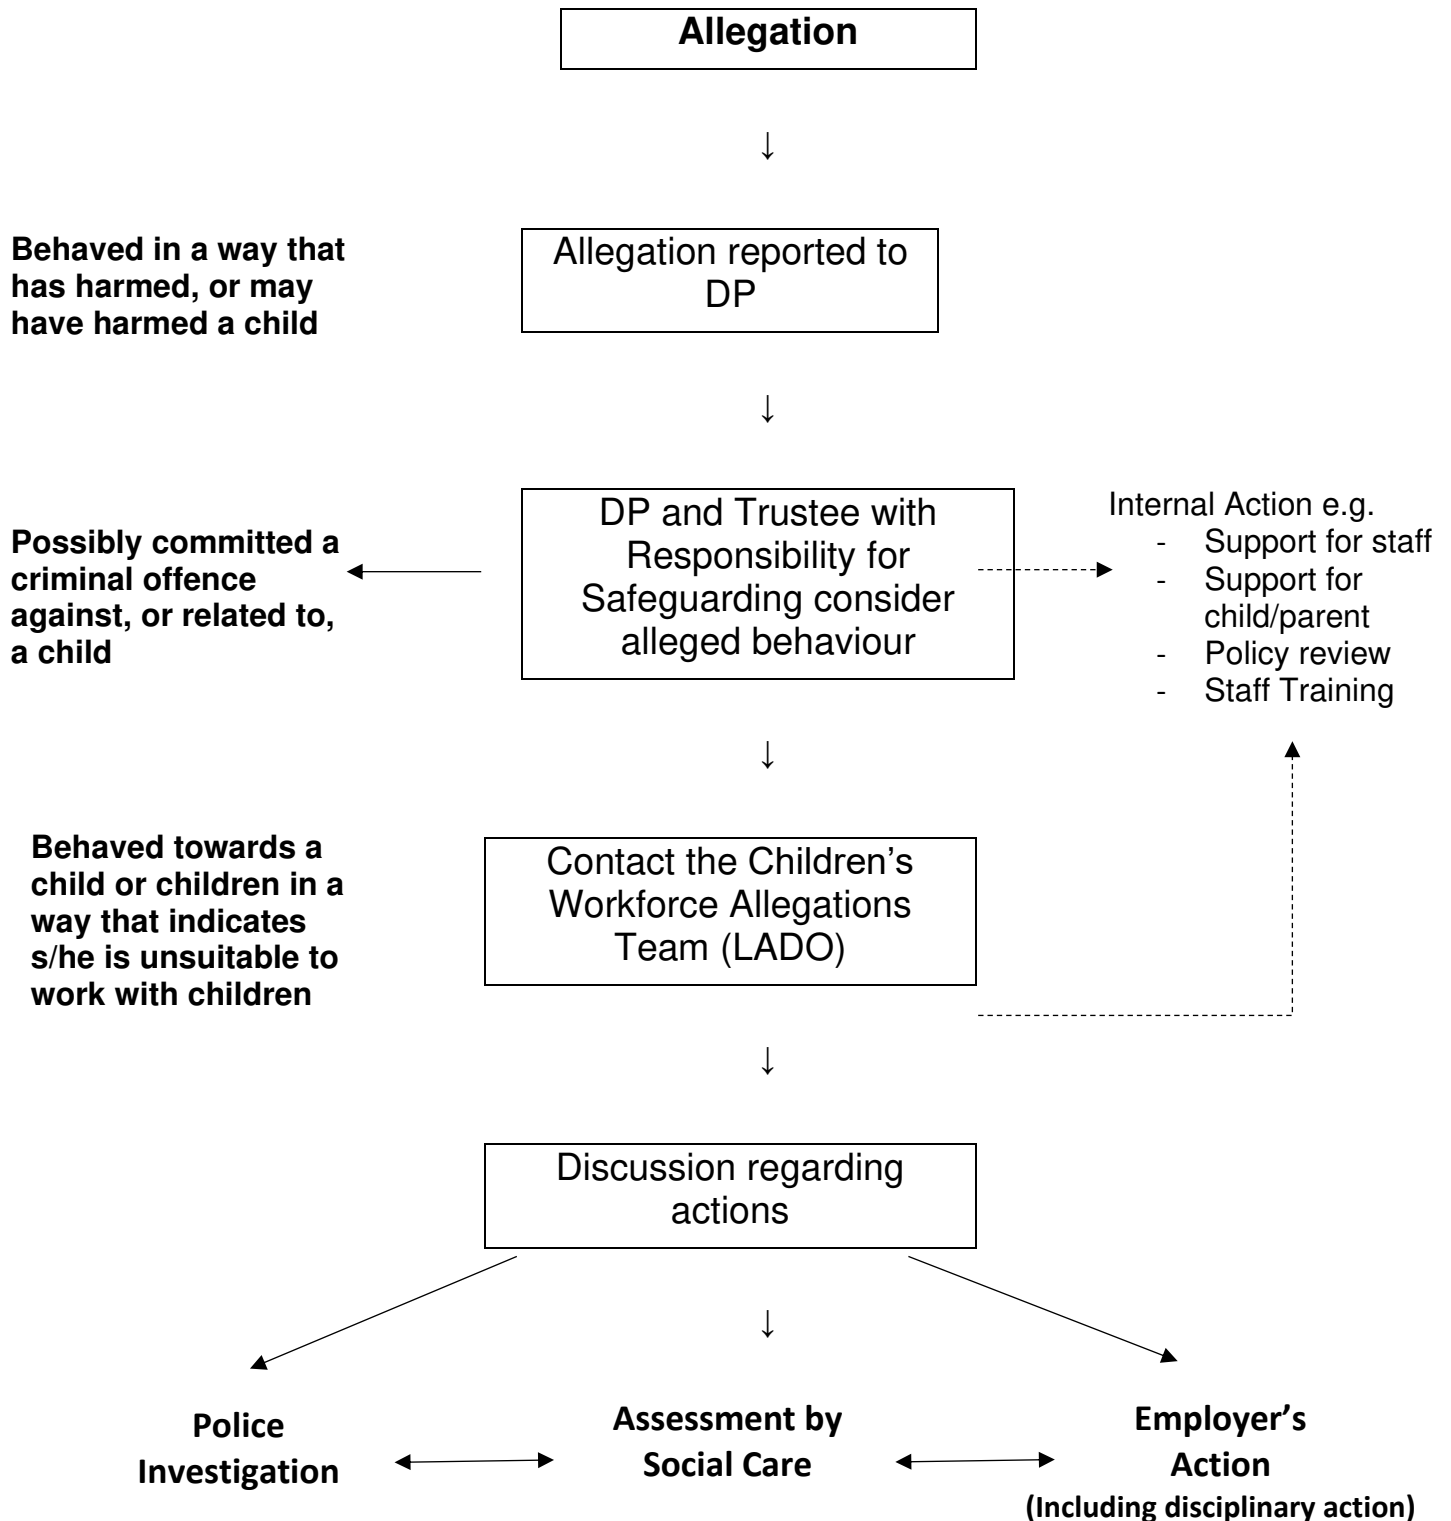 Allegation
↓
Behaved in a way that
has harmed, or may
have harmed a child
Allegation reported to
DP
↓
Possibly committed a
criminal offence
against, or related to,
a child
DP and Trustee with
Responsibility for
Safeguarding consider
alleged behaviour
Internal Action e.g.
- Support for staff
- Support for
child/parent
- Policy review
- Staff Training
↓
Behaved towards a
child or children in a
way that indicates
s/he is unsuitable to
work with children
Contact the Children’s
Workforce Allegations
Team (LADO)
↓
Discussion regarding
actions
↓
Police
Investigation
Assessment by
Social Care
Employer’s
Action
(Including disciplinary action)